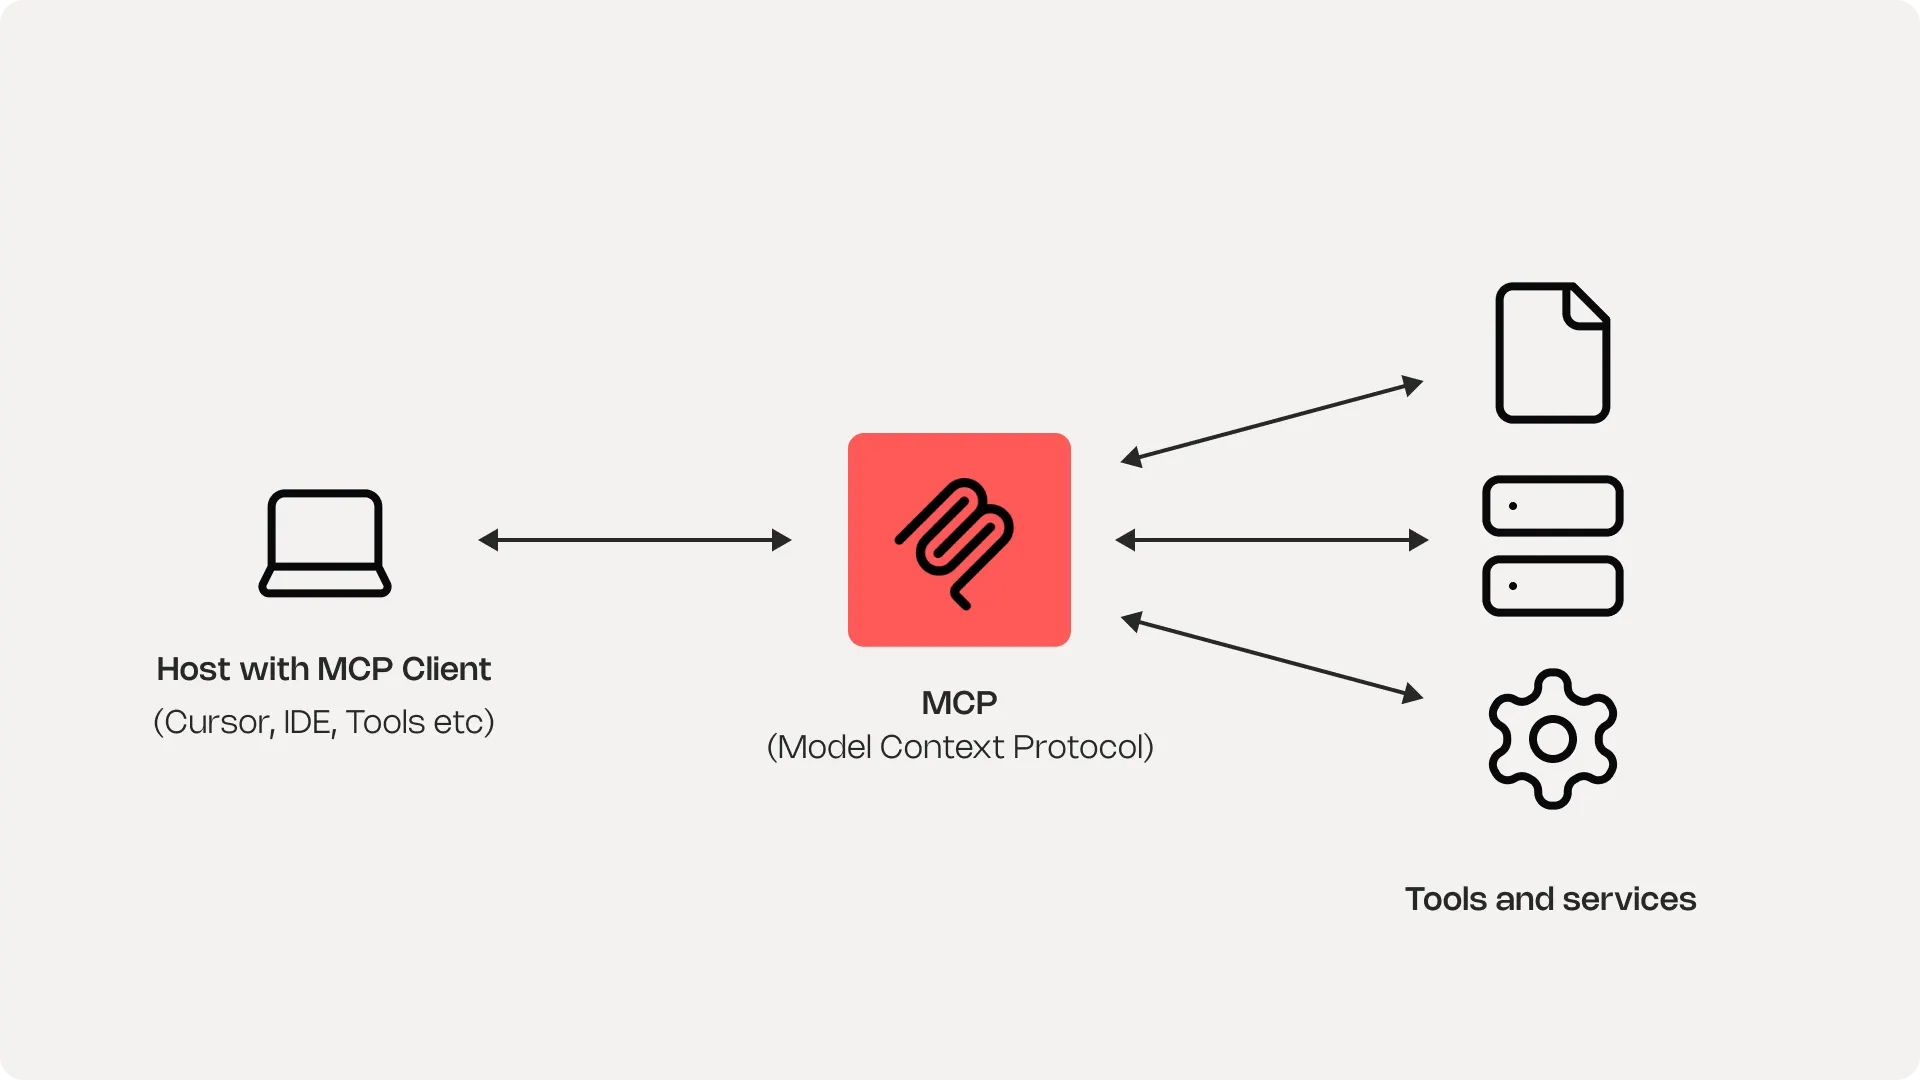 Host with MCP Client
(Cursor, IDE, Tools etc)
MCP
(Model Context Protocol)
Tools and services